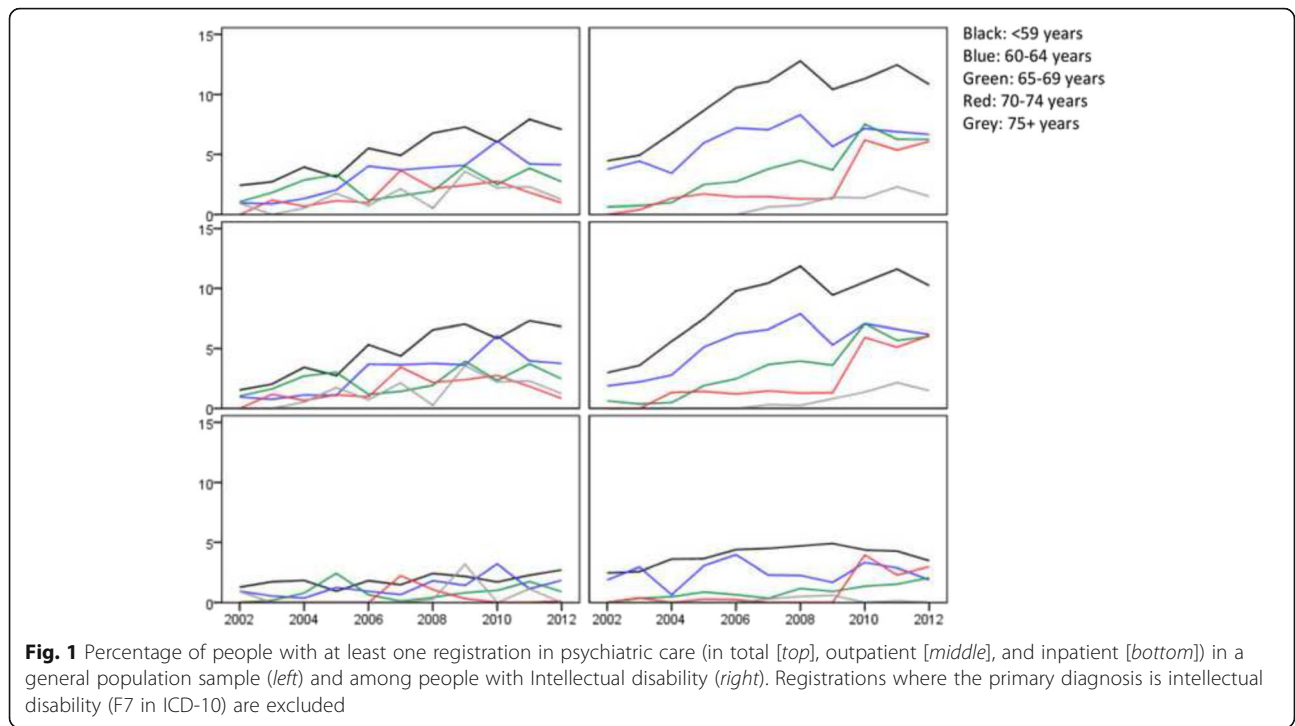 15
10
5
0
Black: <59 years
Blue: 60-64 years
Green: 65-69 years
Red: 70-74 years
Grey: 75+ years
15
10
5
0
15
10
5
0
2002 2004 2006 2008 2010 2012 2002 2004 2006 2008 2010 2012
Fig. 1 Percentage of people with at least one registration in psychiatric care (in total [top], outpatient [middle], and inpatient [bottom]) in a
general population sample (left) and among people with Intellectual disability (right). Registrations where the primary diagnosis is intellectual
disability (F7 in ICD-10) are excluded